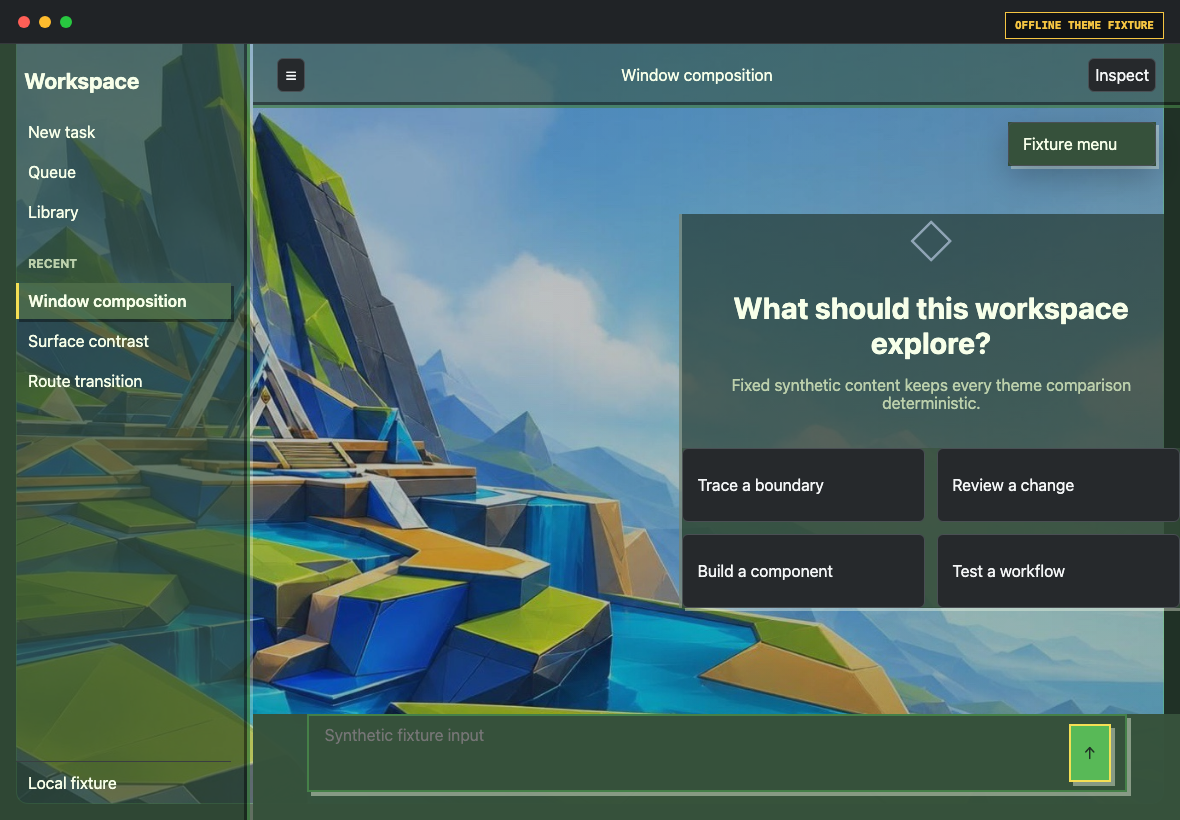 OFFLINE THEME FIXTURE
Workspace
New task
Queue
Library
RECENT
Window composition
Surface contrast
Route transition
Local fixture
Window composition
Inspect
Fixture menu
What should this workspace
explore?
Fixed synthetic content keeps every theme comparison
deterministic.
Trace a boundary
Review a change
Build a component
Test a workflow
Synthetic fixture input